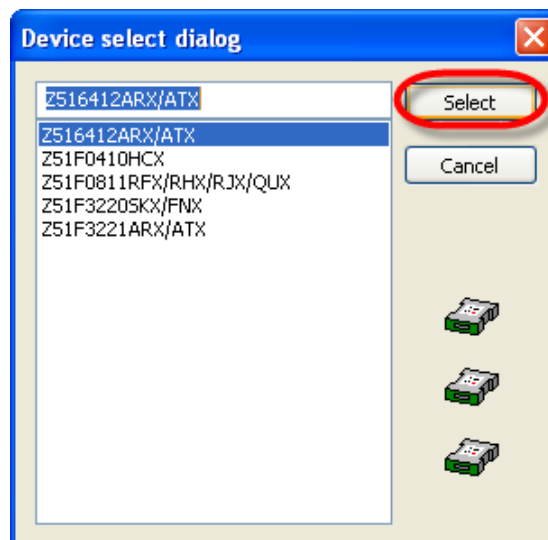 Device select dialog
Z516412ARX/ATX
Select
Z516412ARX/ATX
Cancel
Z51F0410HCX
Z51F0811RFX/RHX/RJX/QUX
Z51F3220SKX/FNX
Z51F3221ARX/ATX